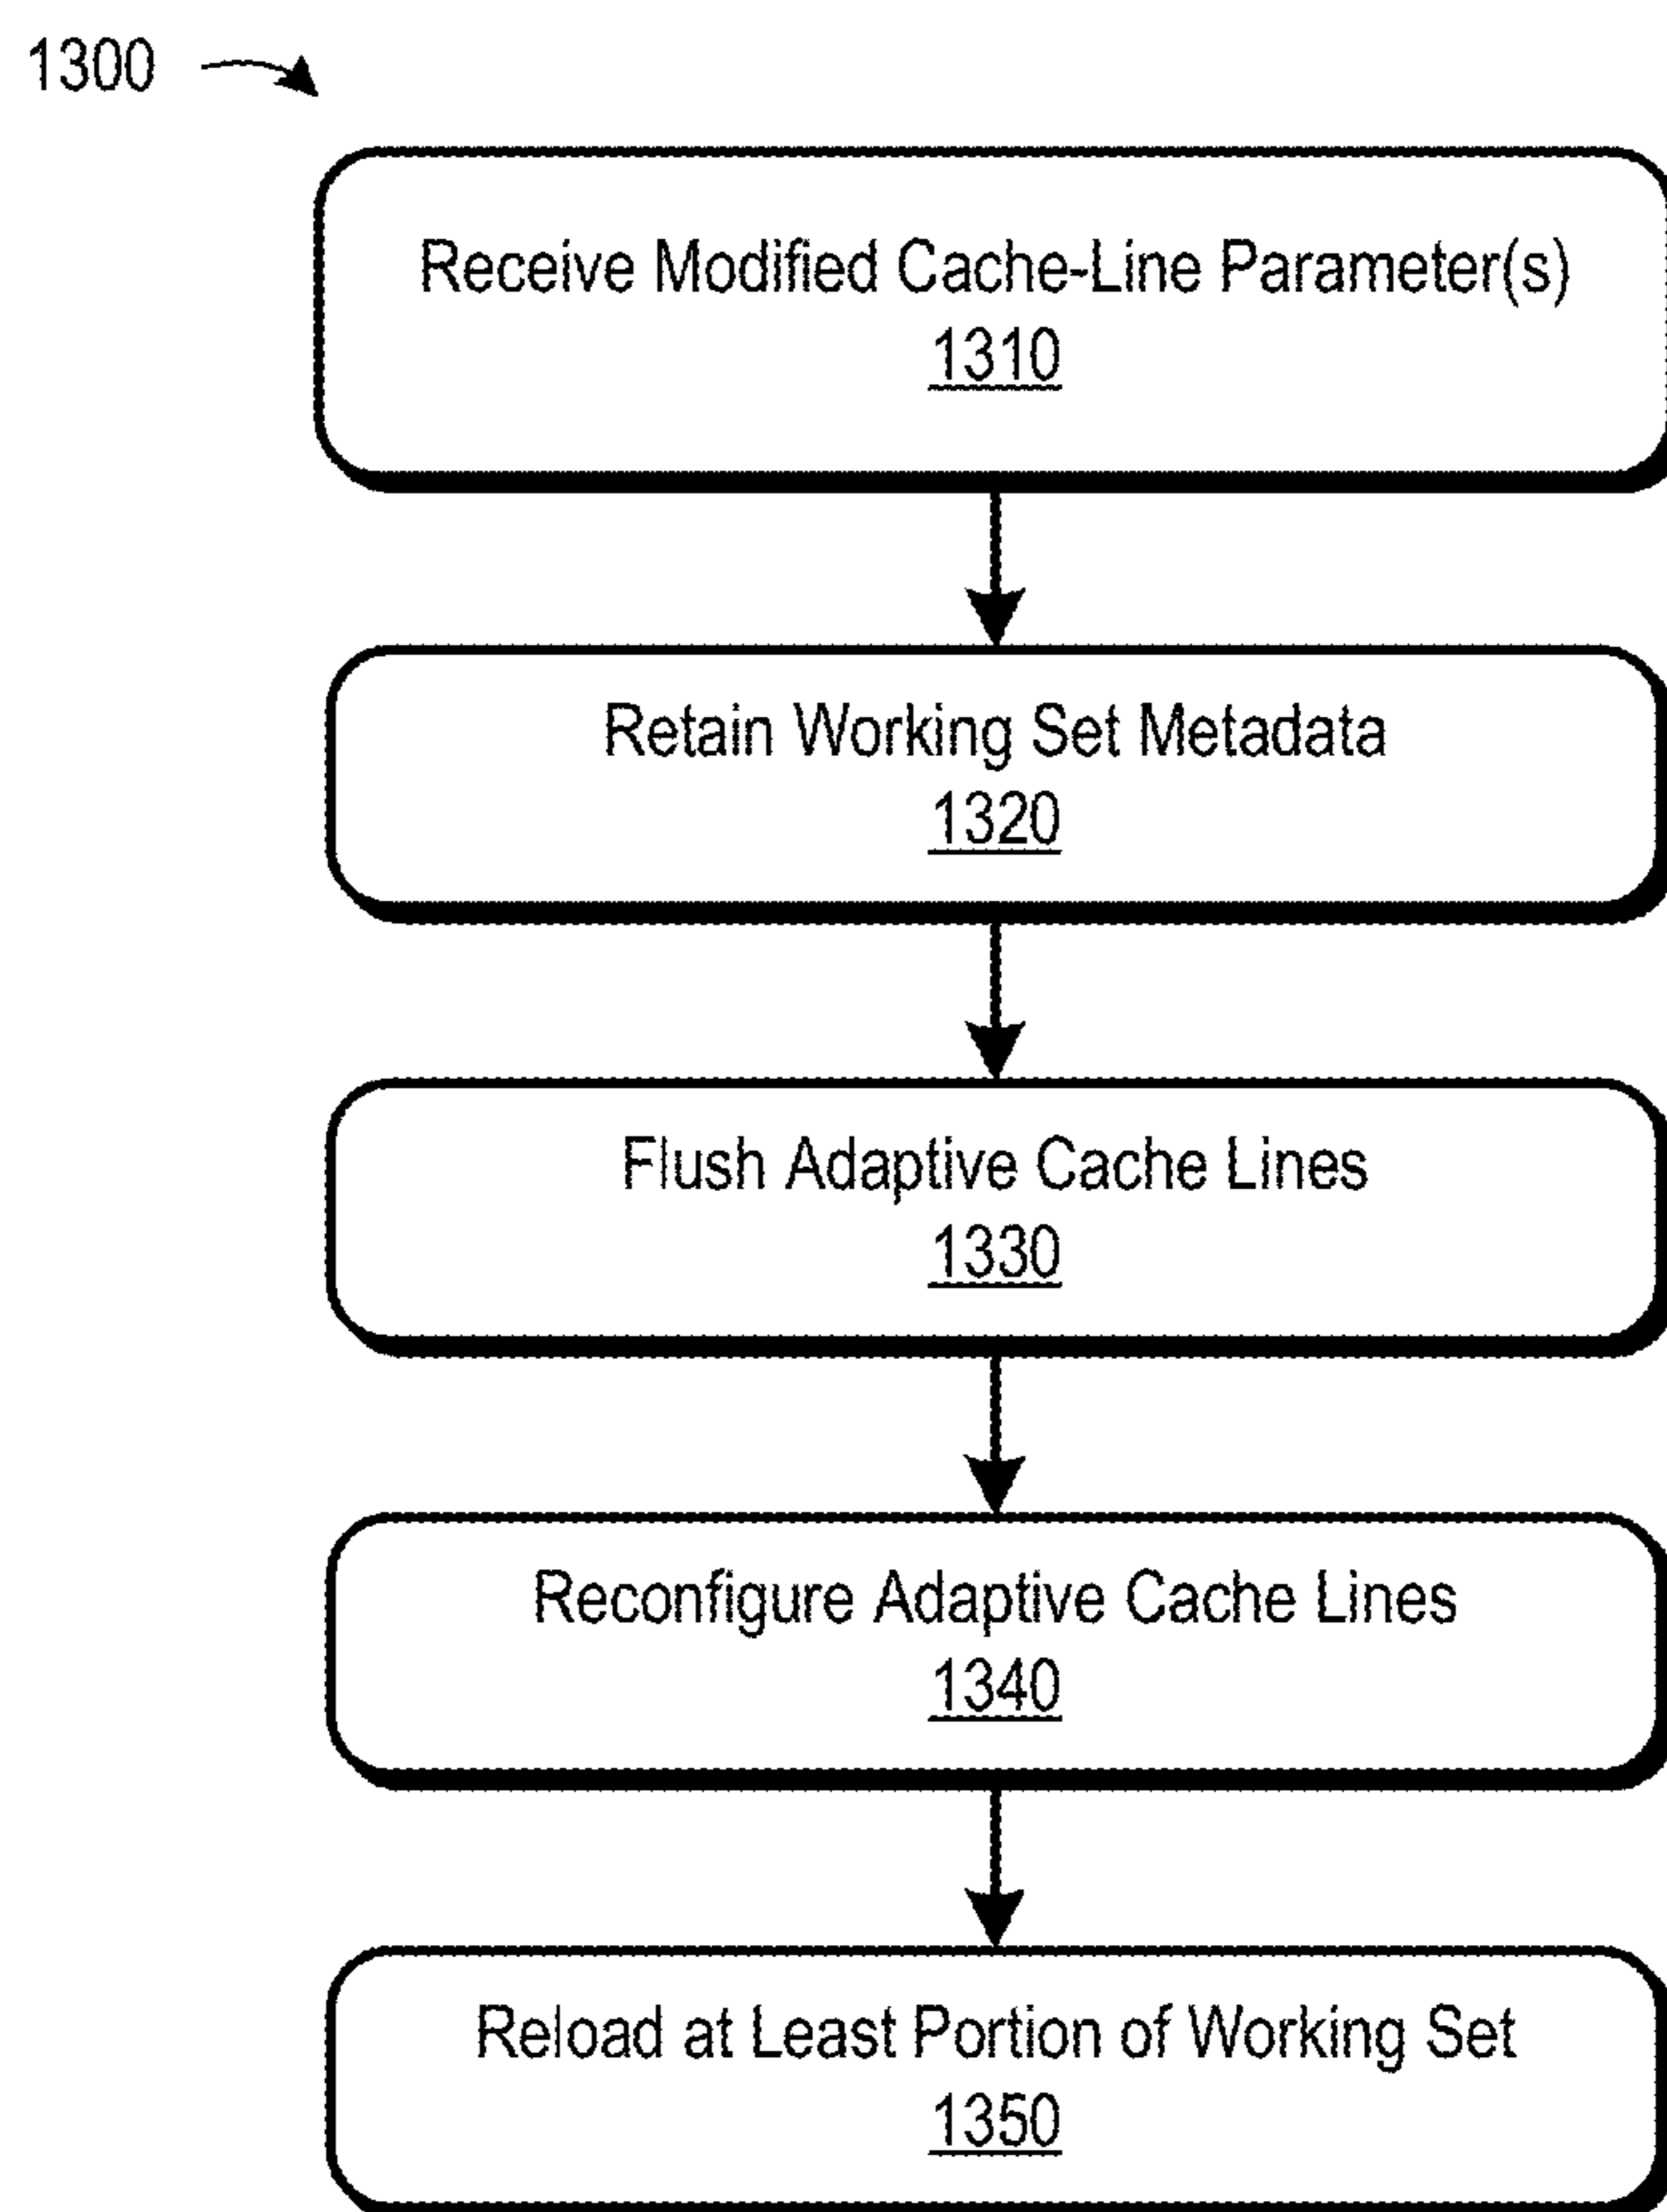 1300
Receive Modified Cache-Line Parameter(s)
1310
Retain Working Set Metadata
1320
Flush Adaptive Cache Lines
1330
Reconfigure Adaptive Cache Lines
1340
Reload at Least Portion of Working Set
1350